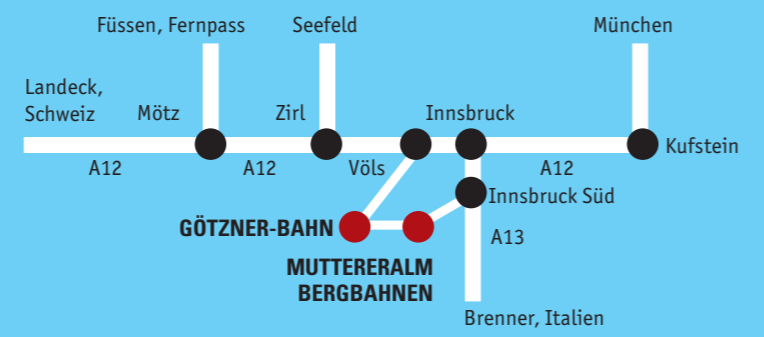 Füssen, Fernpass
Seefeld
München
Landeck,
Schweiz
Mötz
Zirl
Innsbruck
Kufstein
A12
A12
Völs
A12
Innsbruck Süd
GÖTZNER-BAHN
A13
MUTTERERALM
BERGBAHNEN
Brenner, Italien